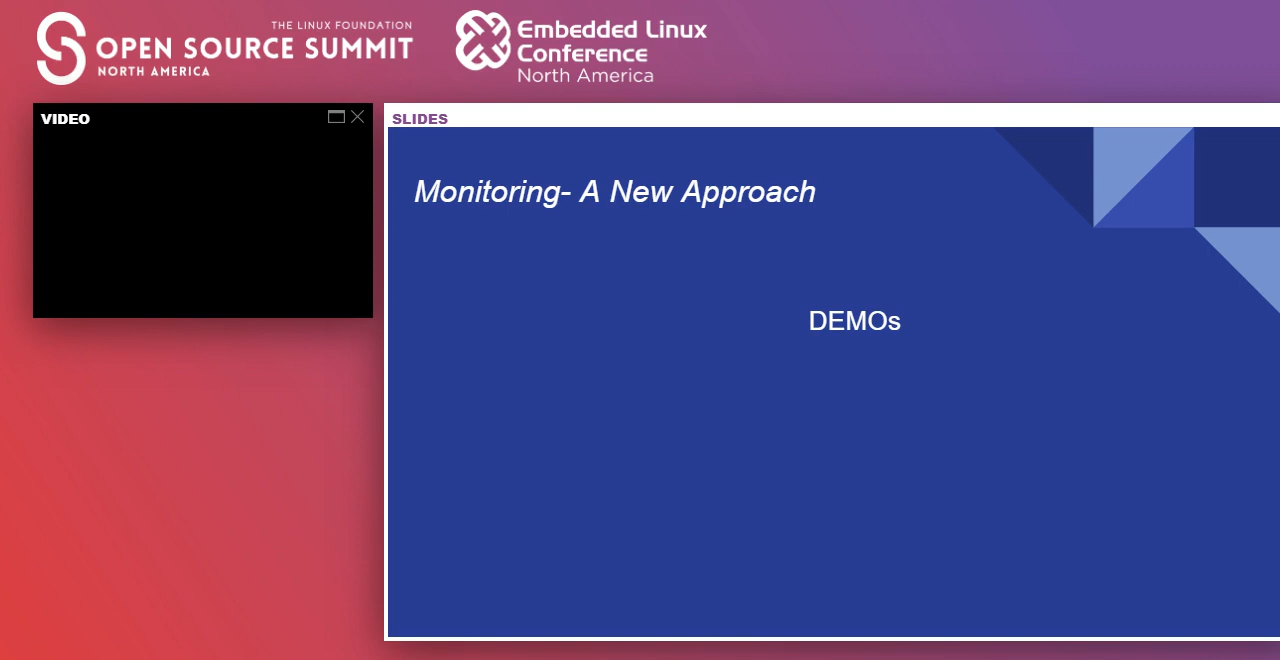 THE LINUX FOUNDATION
OPEN SOURCE SUMMIT
NORTH AMERICA
Embedded Linux
Conference
North America
VIDEO
SLIDES
Monitoring- A New Approach
DEMOs